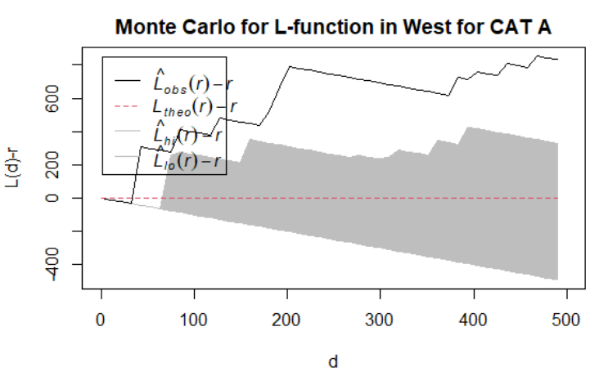 Monte Carlo for L-function in West for CAT A
L̂obs(r) − r
Ltheo(r) − r
L̂hi(r) − r
L̂lo(r) − r
L(d)-r
600
200
0
-400
0 100 200 300 400 500
d